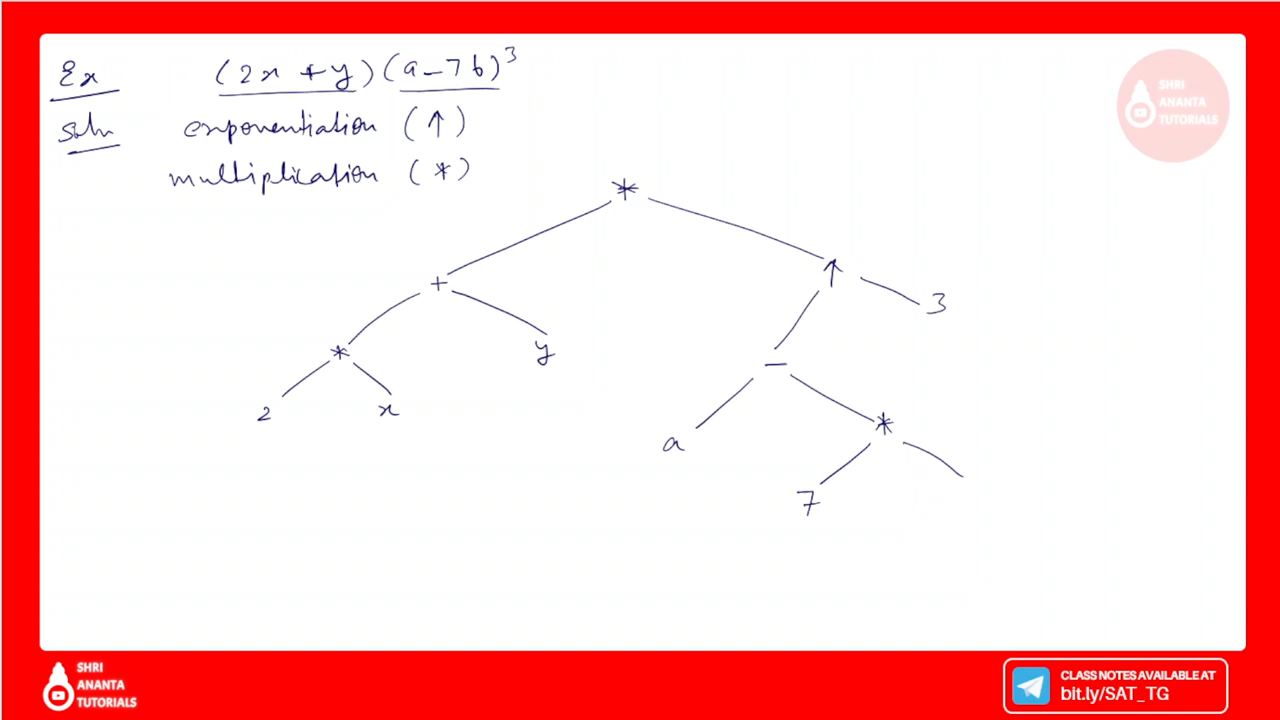 Ex (2x + y) (a - 7b)³
Soln exponentiation (↑)
multiplication (*)
*
+ ↑ 3
* y -
2 x a *
7
SHRI
ANANTA
TUTORIALS
SHRI
ANANTA
TUTORIALS
CLASS NOTES AVAILABLE AT
bit.ly/SAT_TG